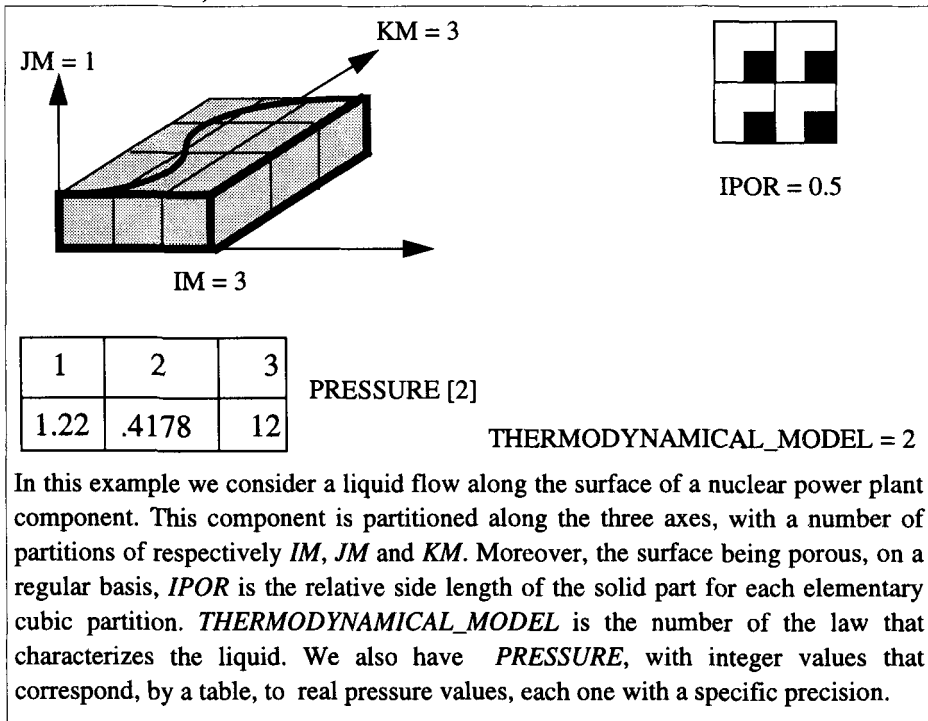 KM = 3
JM = 1
IPOR = 0.5
IM = 3
1 2 3
1.22 .4178 12
PRESSURE [2]
THERMODYNAMICAL_MODEL = 2
In this example we consider a liquid flow along the surface of a nuclear power plant
component. This component is partitioned along the three axes, with a number of
partitions of respectively IM, JM and KM. Moreover, the surface being porous, on a
regular basis, IPOR is the relative side length of the solid part for each elementary
cubic partition. THERMODYNAMICAL_MODEL is the number of the law that
characterizes the liquid. We also have PRESSURE, with integer values that
correspond, by a table, to real pressure values, each one with a specific precision.